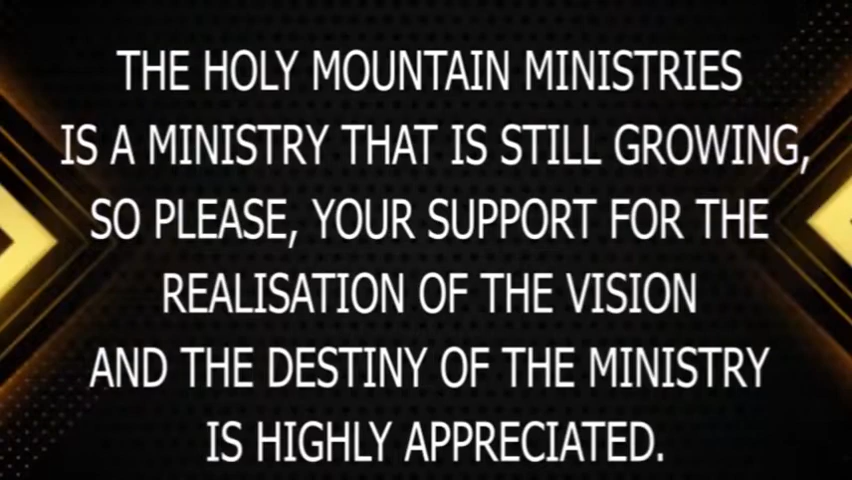 THE HOLY MOUNTAIN MINISTRIES
IS A MINISTRY THAT IS STILL GROWING,
SO PLEASE, YOUR SUPPORT FOR THE
REALISATION OF THE VISION
AND THE DESTINY OF THE MINISTRY
IS HIGHLY APPRECIATED.